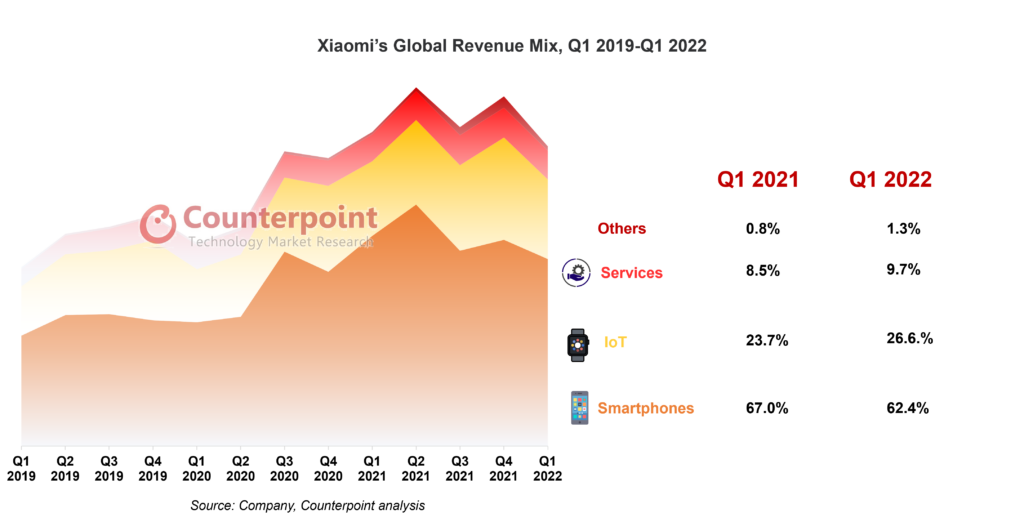 Xiaomi’s Global Revenue Mix, Q1 2019-Q1 2022
Counterpoint
Technology Market Research
Q1 2021 Q1 2022
Others 0.8% 1.3%
Services 8.5% 9.7%
IoT 23.7% 26.6.%
Smartphones 67.0% 62.4%
Q1 Q2 Q3 Q4 Q1 Q2 Q3 Q4 Q1 Q2 Q3 Q4 Q1
2019 2019 2019 2019 2020 2020 2020 2020 2021 2021 2021 2021 2022
Source: Company, Counterpoint analysis